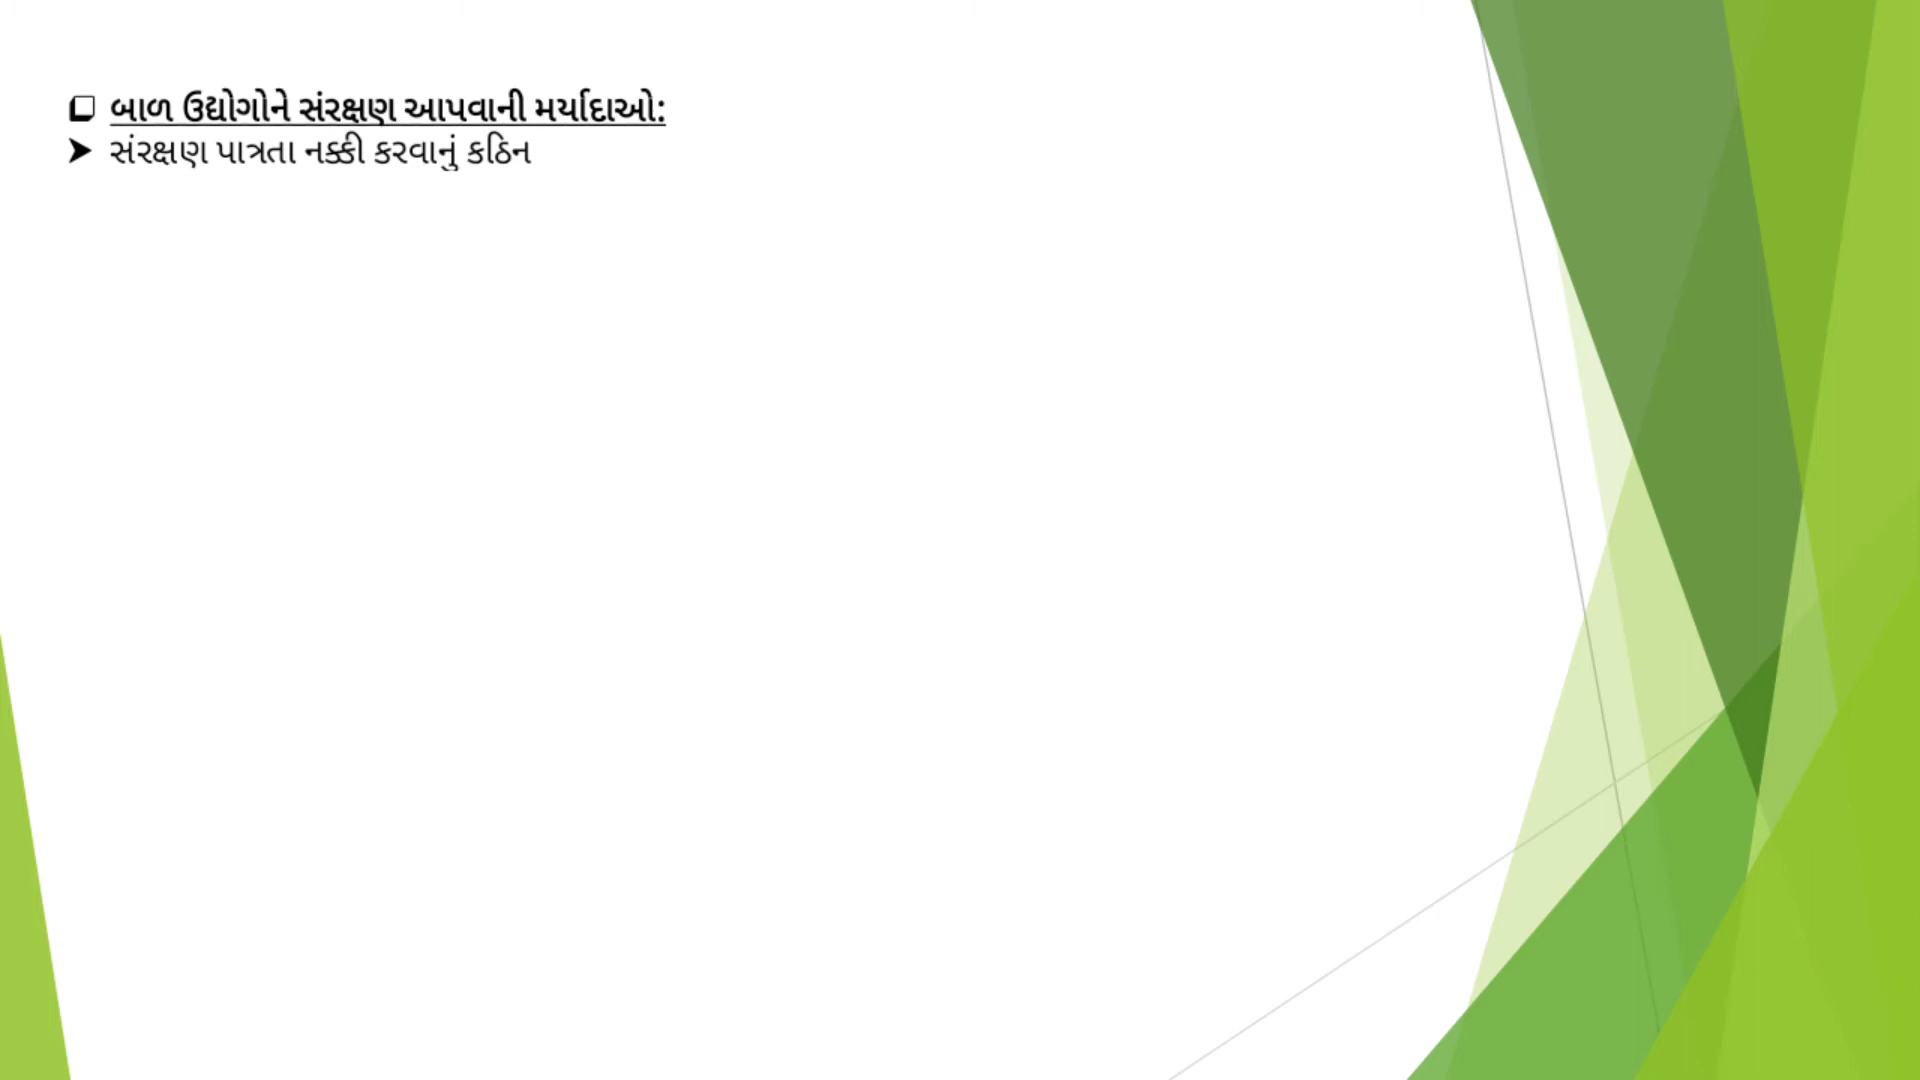 બાળ ઉદ્યોગોને સંરક્ષણ આપવાની મર્યાદાઓ:
સંરક્ષણ પાત્રતા નક્કી કરવાનું કઠિન